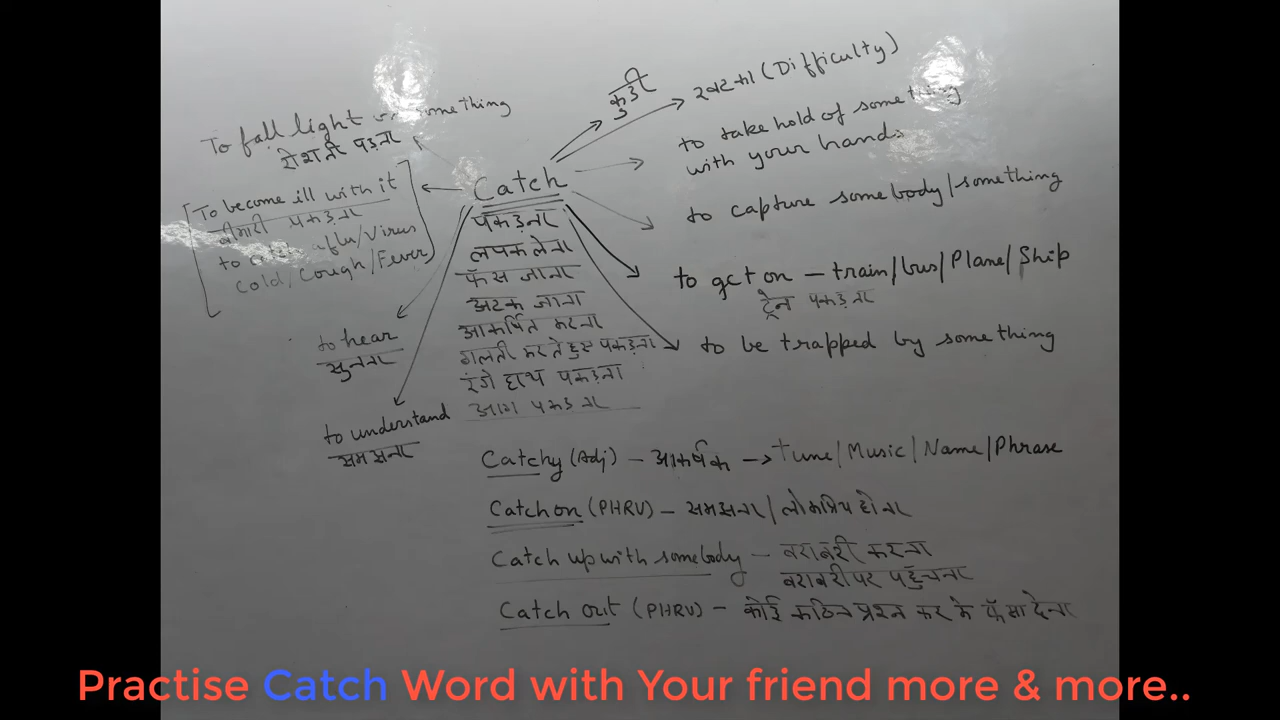 To fall light on something
रोशनी पड़ना
To become ill with it
बीमारी पकड़ना
to catch a flu/Virus
Cold/Cough/Fever
to hear
सुनना
to understand
समझना
Catch
पकड़ना
लपक लेना
फँस जाना
अटक जाना
आकर्षित करना
गलती करते हुए पकड़ना
रंगे हाथ पकड़ना
आग पकड़ना
कुंडी
खटका (Difficulty)
to take hold of something
with your hands
to capture somebody/something
to get on – train/bus/Plane/Ship
ट्रेन पकड़ना
to be trapped by something
Catchy (Adj) – आकर्षक → Tune/Music/Name/Phrase
Catch on (PHRV) – समझना/लोकप्रिय होना
Catch up with somebody – बराबरी करना
बराबरी पर पहुँचना
Catch out (PHRV) – कोई कठिन प्रश्न कर के फँसा देना
Practise Catch Word with Your friend more & more..